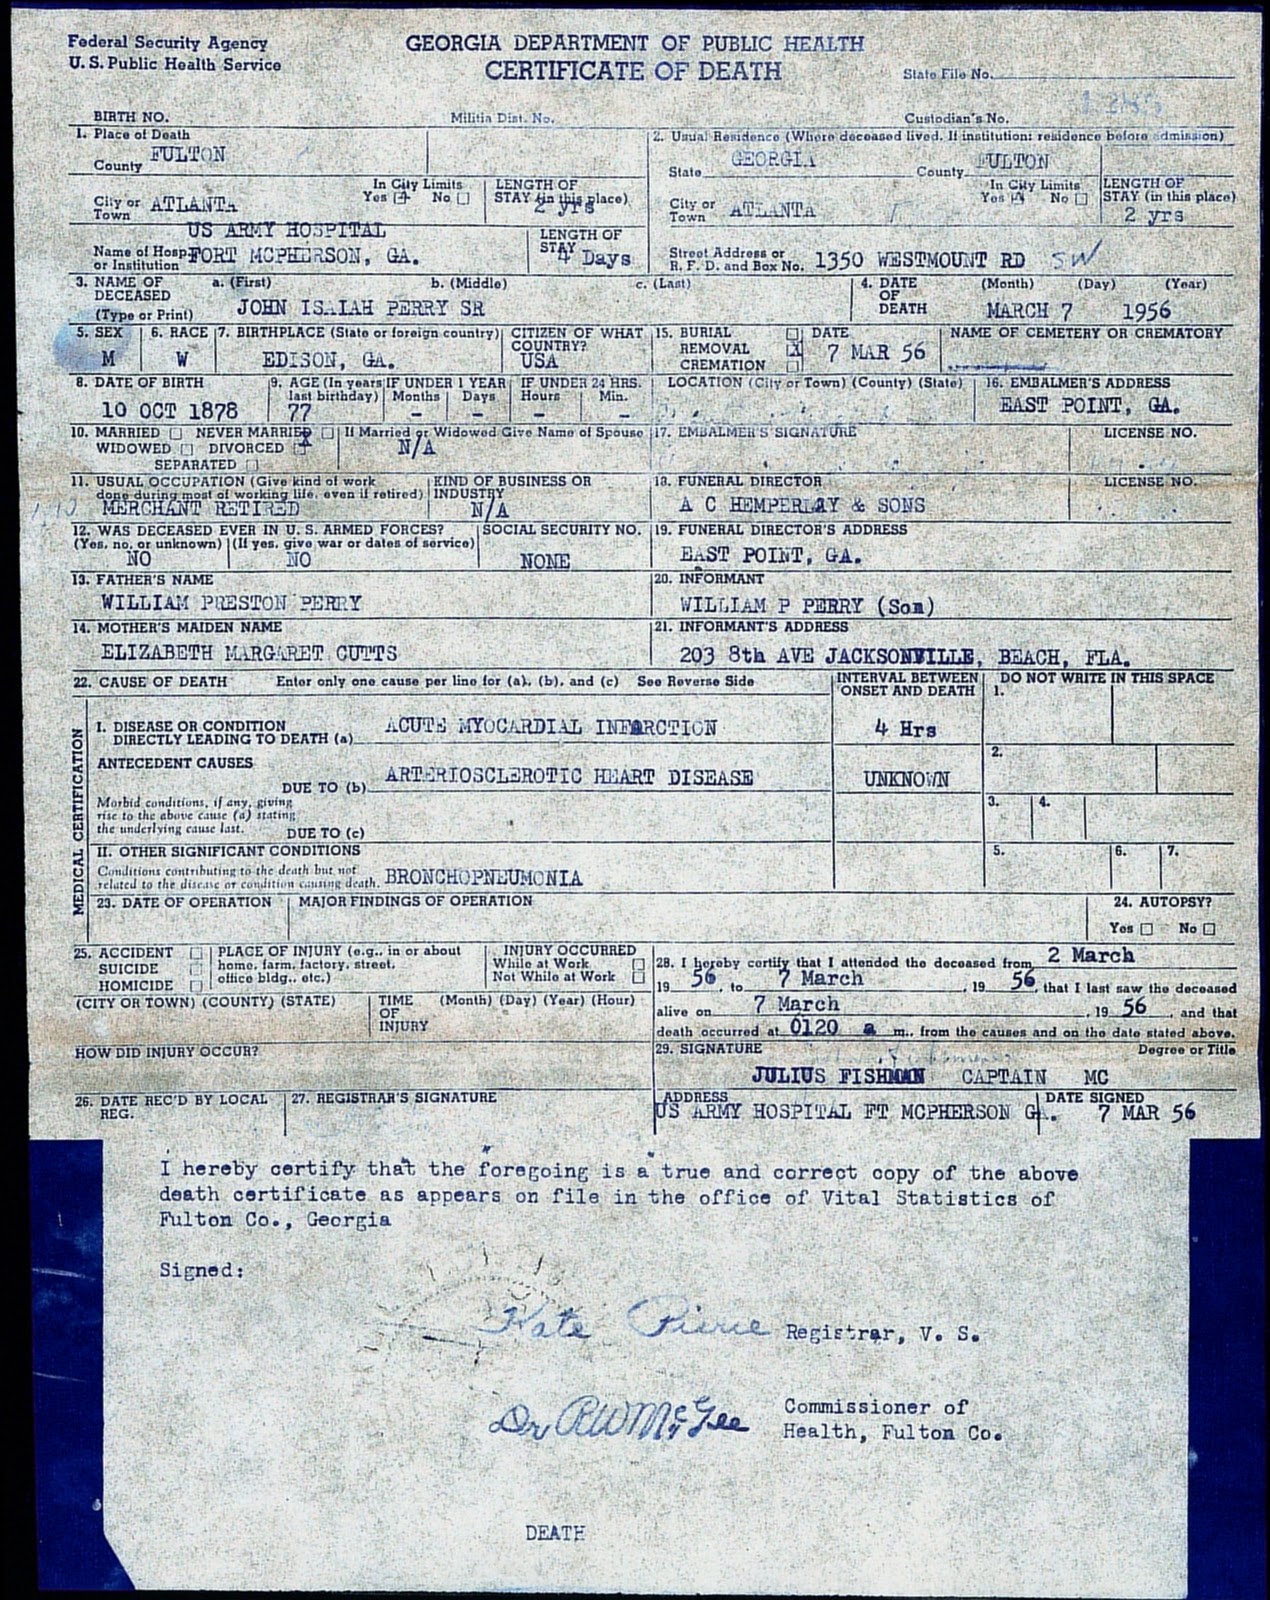 Federal Security Agency
U. S. Public Health Service
GEORGIA DEPARTMENT OF PUBLIC HEALTH
CERTIFICATE OF DEATH
State File No.
BIRTH NO.
Militia Dist. No.
Custodian's No.
1. Place of Death
County FULTON
City or Town ATLANTA
In City Limits
Yes No
LENGTH OF STAY (in this place)
2 yrs
Name of Hosp. or Institution
US ARMY HOSPITAL
FORT MCPHERSON, GA.
LENGTH OF STAY
4 Days
2. Usual Residence (Where deceased lived. If institution: residence before admission)
State GEORGIA
County FULTON
City or Town ATLANTA
In City Limits
Yes No
LENGTH OF STAY (in this place)
2 yrs
Street Address or R. F. D. and Box No. 1350 WESTMOUNT RD SW
3. NAME OF DECEASED
(Type or Print)
a. (First) b. (Middle) c. (Last)
JOHN ISAIAH PERRY SR
4. DATE OF DEATH
(Month) (Day) (Year)
MARCH 7 1956
5. SEX
M
6. RACE
W
7. BIRTHPLACE (State or foreign country)
EDISON, GA.
CITIZEN OF WHAT COUNTRY?
USA
15. BURIAL
REMOVAL X
CREMATION
DATE
7 MAR 56
NAME OF CEMETERY OR CREMATORY
8. DATE OF BIRTH
10 OCT 1878
9. AGE (In years last birthday)
77
IF UNDER 1 YEAR
Months Days
- -
IF UNDER 24 HRS.
Hours Min.
- -
LOCATION (City or Town) (County) (State)
16. EMBALMER'S ADDRESS
EAST POINT, GA.
10. MARRIED NEVER MARRIED
WIDOWED DIVORCED X
SEPARATED
If Married or Widowed Give Name of Spouse
N/A
17. EMBALMER'S SIGNATURE
LICENSE NO.
11. USUAL OCCUPATION (Give kind of work done during most of working life, even if retired)
MERCHANT RETIRED
KIND OF BUSINESS OR INDUSTRY
N/A
18. FUNERAL DIRECTOR
A C HEMPERLAY & SONS
LICENSE NO.
12. WAS DECEASED EVER IN U. S. ARMED FORCES?
(Yes, no, or unknown) (If yes, give war or dates of service)
NO NO
SOCIAL SECURITY NO.
NONE
19. FUNERAL DIRECTOR'S ADDRESS
EAST POINT, GA.
13. FATHER'S NAME
WILLIAM PRESTON PERRY
20. INFORMANT
WILLIAM P PERRY (Son)
14. MOTHER'S MAIDEN NAME
ELIZABETH MARGARET CUTTS
21. INFORMANT'S ADDRESS
203 8th AVE JACKSONVILLE, BEACH, FLA.
22. CAUSE OF DEATH Enter only one cause per line for (a), (b), and (c) See Reverse Side
INTERVAL BETWEEN ONSET AND DEATH
DO NOT WRITE IN THIS SPACE
MEDICAL CERTIFICATION
I. DISEASE OR CONDITION
DIRECTLY LEADING TO DEATH (a) ACUTE MYOCARDIAL INFARCTION
4 Hrs
ANTECEDENT CAUSES
DUE TO (b) ARTERIOSCLEROTIC HEART DISEASE
UNKNOWN
Morbid conditions, if any, giving
rise to the above cause (a) stating
the underlying cause last.
DUE TO (c)
1.
2.
3. 4.
5. 6. 7.
II. OTHER SIGNIFICANT CONDITIONS
Conditions contributing to the death but not
related to the disease or condition causing death. BRONCHOPNEUMONIA
23. DATE OF OPERATION
MAJOR FINDINGS OF OPERATION
24. AUTOPSY?
Yes No
25. ACCIDENT
SUICIDE
HOMICIDE
PLACE OF INJURY (e.g., in or about
home, farm, factory, street,
office bldg., etc.)
INJURY OCCURRED
While at Work
Not While at Work
(CITY OR TOWN) (COUNTY) (STATE)
TIME OF INJURY
(Month) (Day) (Year) (Hour)
HOW DID INJURY OCCUR?
28. I hereby certify that I attended the deceased from 2 March
19 56, to 7 March, 19 56, that I last saw the deceased
alive on 7 March, 19 56, and that
death occurred at 0120 a m., from the causes and on the date stated above.
29. SIGNATURE Degree or Title
JULIUS FISHMAN CAPTAIN MC
26. DATE REC'D BY LOCAL REG.
27. REGISTRAR'S SIGNATURE
ADDRESS
US ARMY HOSPITAL FT MCPHERSON GA.
DATE SIGNED
7 MAR 56
I hereby certify that the foregoing is a true and correct copy of the above
death certificate as appears on file in the office of Vital Statistics of
Fulton Co., Georgia
Signed:
Kate Pierce Registrar, V. S.
Dr RW McGee Commissioner of
Health, Fulton Co.
DEATH